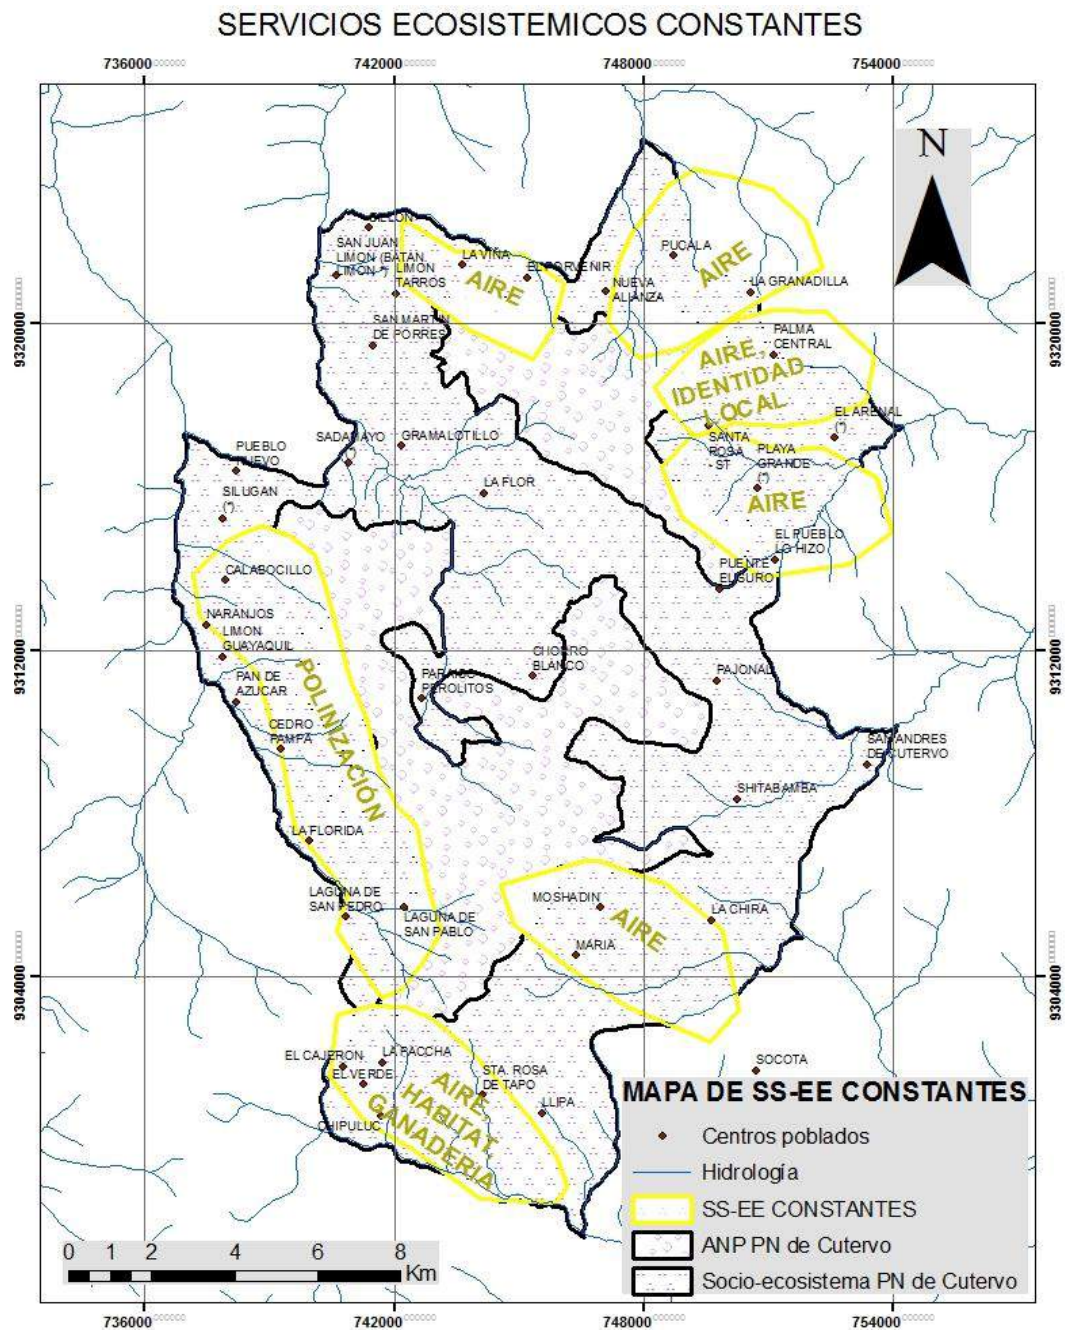 SERVICIOS ECOSISTEMICOS CONSTANTES
736000
742000
748000
754000
N
SAN JUAN
LIMON (BATAN
LIMON *)
LIMON
TARROS
LA VIÑA
EL PORVENIR
AIRE
PUCALA
AIRE
NUEVA
ALIANZA
LA GRANADILLA
9320000
9320000
SAN MARTIN
DE PORRES
PALMA
CENTRAL
AIRE,
IDENTIDAD
LOCAL
EL ARENAL
(*)
PUEBLO
NUEVO
SADAMAYO
(*)
GRAMALOTILLO
SANTA
ROSA
- ST
PLAYA
GRANDE
(*)
SILUGAN
(*)
LA FLOR
AIRE
EL PUEBLO
LO HIZO
CALABOCILLO
PUENTE
NARANJOS
LIMON
GUAYAQUIL
9312000
9312000
CHORRO
BLANCO
PAN DE
AZUCAR
PARAISO
PEROLITOS
PAJONAL
POLINIZACIÓN
CEDRO
PAMPA
SAN ANDRES
DE CUTERVO
SHITABAMBA
LA FLORIDA
LAGUNA DE
SAN PEDRO
LAGUNA DE
SAN PABLO
MOSHADIN
AIRE
LA CHIRA
MARIA
9304000
9304000
EL CAJERON
LA PACCHA
EL VERDE
STA. ROSA
DE TAPO
AIRE,
HABITAT,
GANADERIA
CHIPULUC
LLIPA
SOCOTA
MAPA DE SS-EE CONSTANTES
Centros poblados
Hidrología
SS-EE CONSTANTES
ANP PN de Cutervo
Socio-ecosistema PN de Cutervo
0 1 2 4 6 8
Km
736000
742000
748000
754000